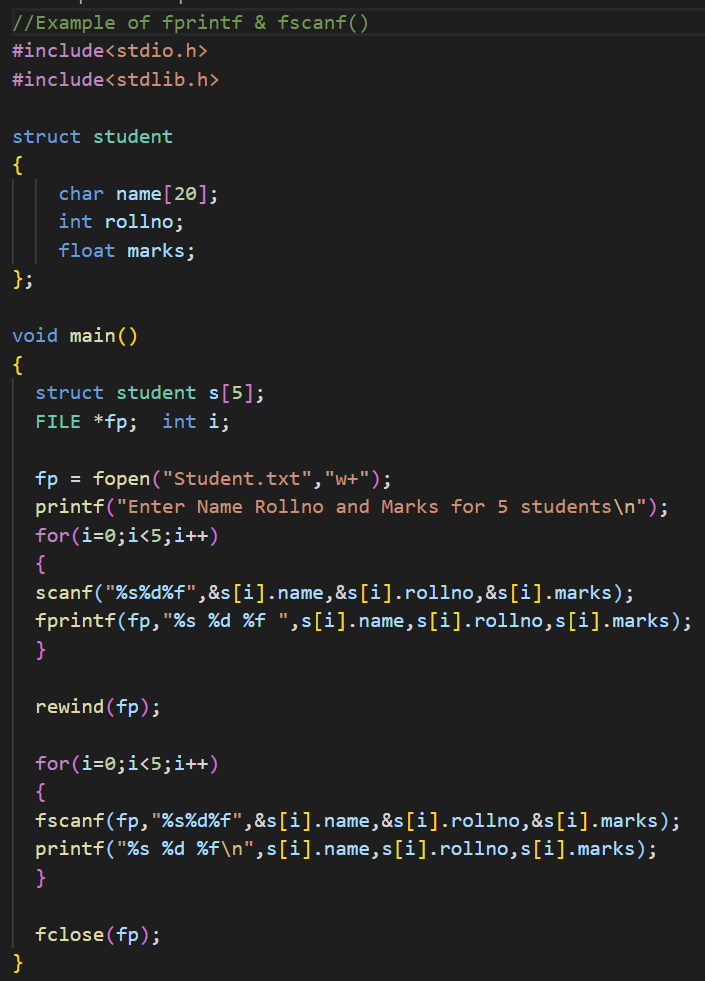 //Example of fprintf & fscanf()
#include<stdio.h>
#include<stdlib.h>

struct student
{
    char name[20];
    int rollno;
    float marks;
};

void main()
{
  struct student s[5];
  FILE *fp;  int i;

  fp = fopen("Student.txt","w+");
  printf("Enter Name Rollno and Marks for 5 students\n");
  for(i=0;i<5;i++)
  {
  scanf("%s%d%f",&s[i].name,&s[i].rollno,&s[i].marks);
  fprintf(fp,"%s %d %f ",s[i].name,s[i].rollno,s[i].marks);
  }

  rewind(fp);

  for(i=0;i<5;i++)
  {
  fscanf(fp,"%s%d%f",&s[i].name,&s[i].rollno,&s[i].marks);
  printf("%s %d %f\n",s[i].name,s[i].rollno,s[i].marks);
  }

  fclose(fp);
}